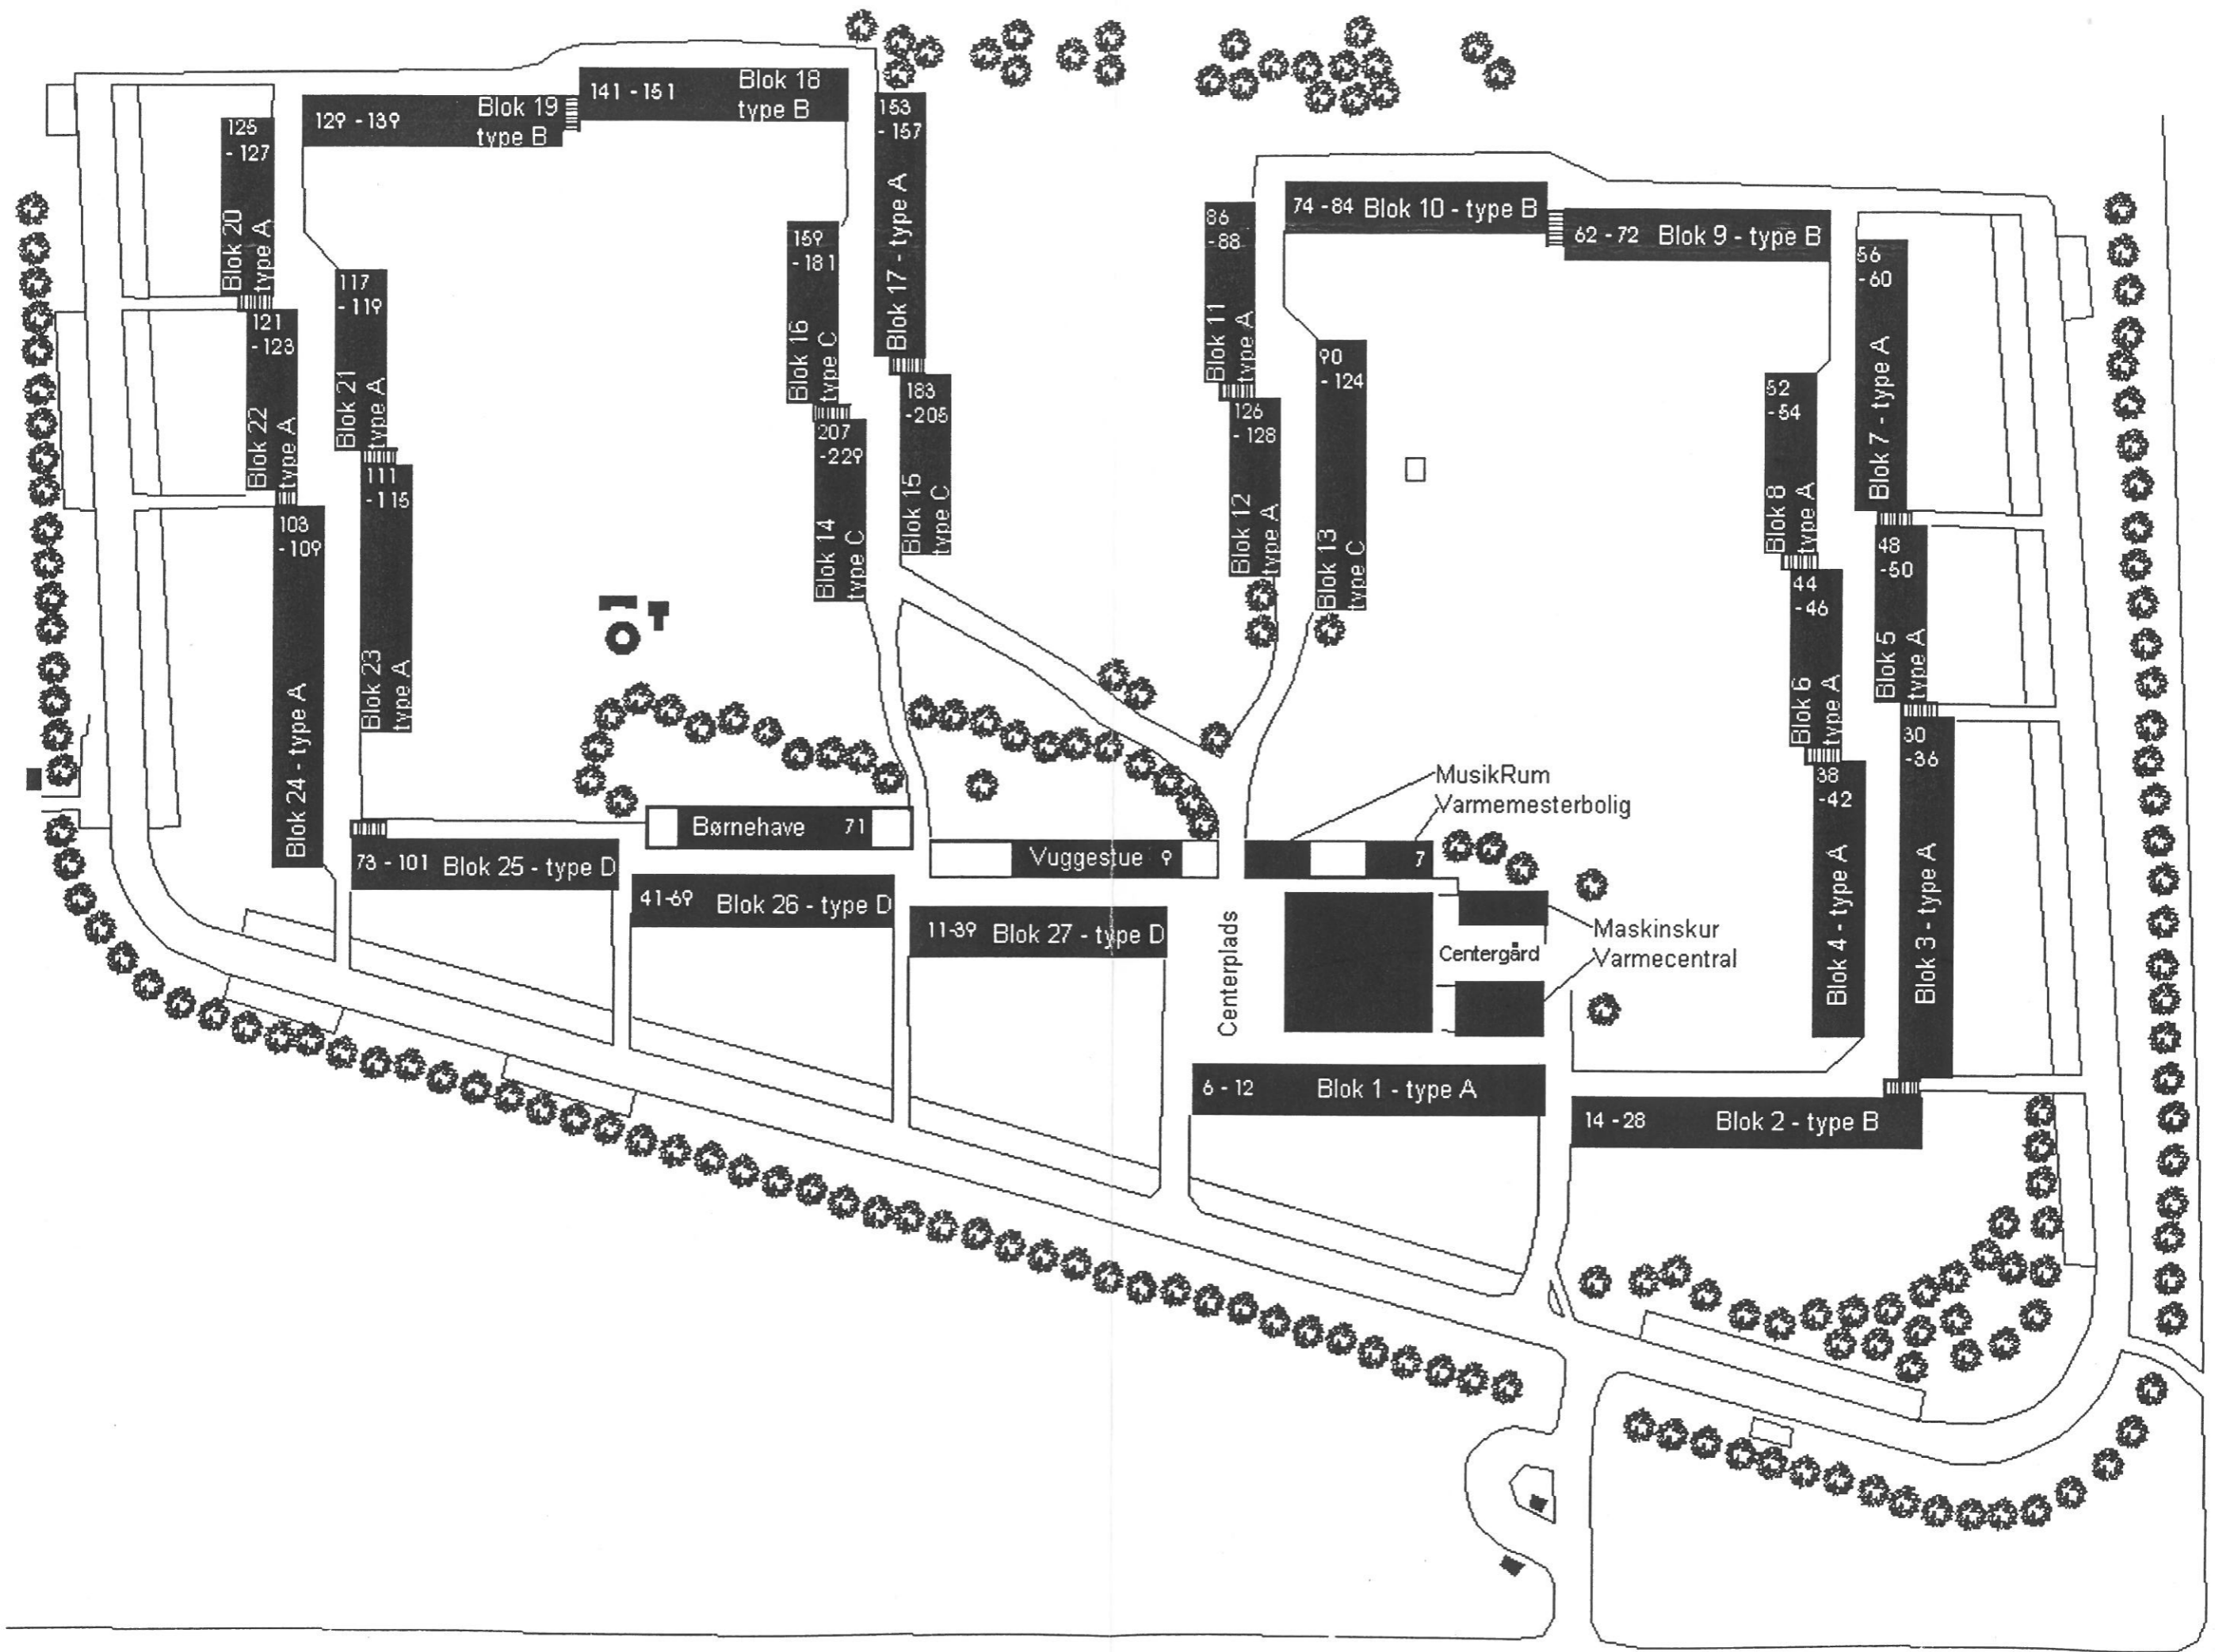 141 - 151 Blok 18
type B
129 - 139 Blok 19
type B
153
- 157
Blok 17 - type A
125
- 127
Blok 20
type A
74 - 84 Blok 10 - type B
62 - 72 Blok 9 - type B
86
-88
Blok 11
type A
159
- 181
Blok 16
type C
56
- 60
Blok 7 - type A
117
- 119
Blok 21
type A
121
- 123
Blok 22
type A
90
- 124
Blok 13
type C
183
-205
Blok 15
type C
52
-54
Blok 8
type A
126
- 128
Blok 12
type A
207
-229
Blok 14
type C
111
- 115
Blok 23
type A
103
- 109
Blok 24 - type A
48
-50
Blok 5
type A
44
-46
Blok 6
type A
30
-36
Blok 3 - type A
38
-42
Blok 4 - type A
MusikRum
Varmemesterbolig
Børnehave 71
Vuggestue 9
7
73 - 101 Blok 25 - type D
41-69 Blok 26 - type D
11-39 Blok 27 - type D
Centerplads
Maskinskur
Centergård
Varmecentral
6 - 12 Blok 1 - type A
14 - 28 Blok 2 - type B